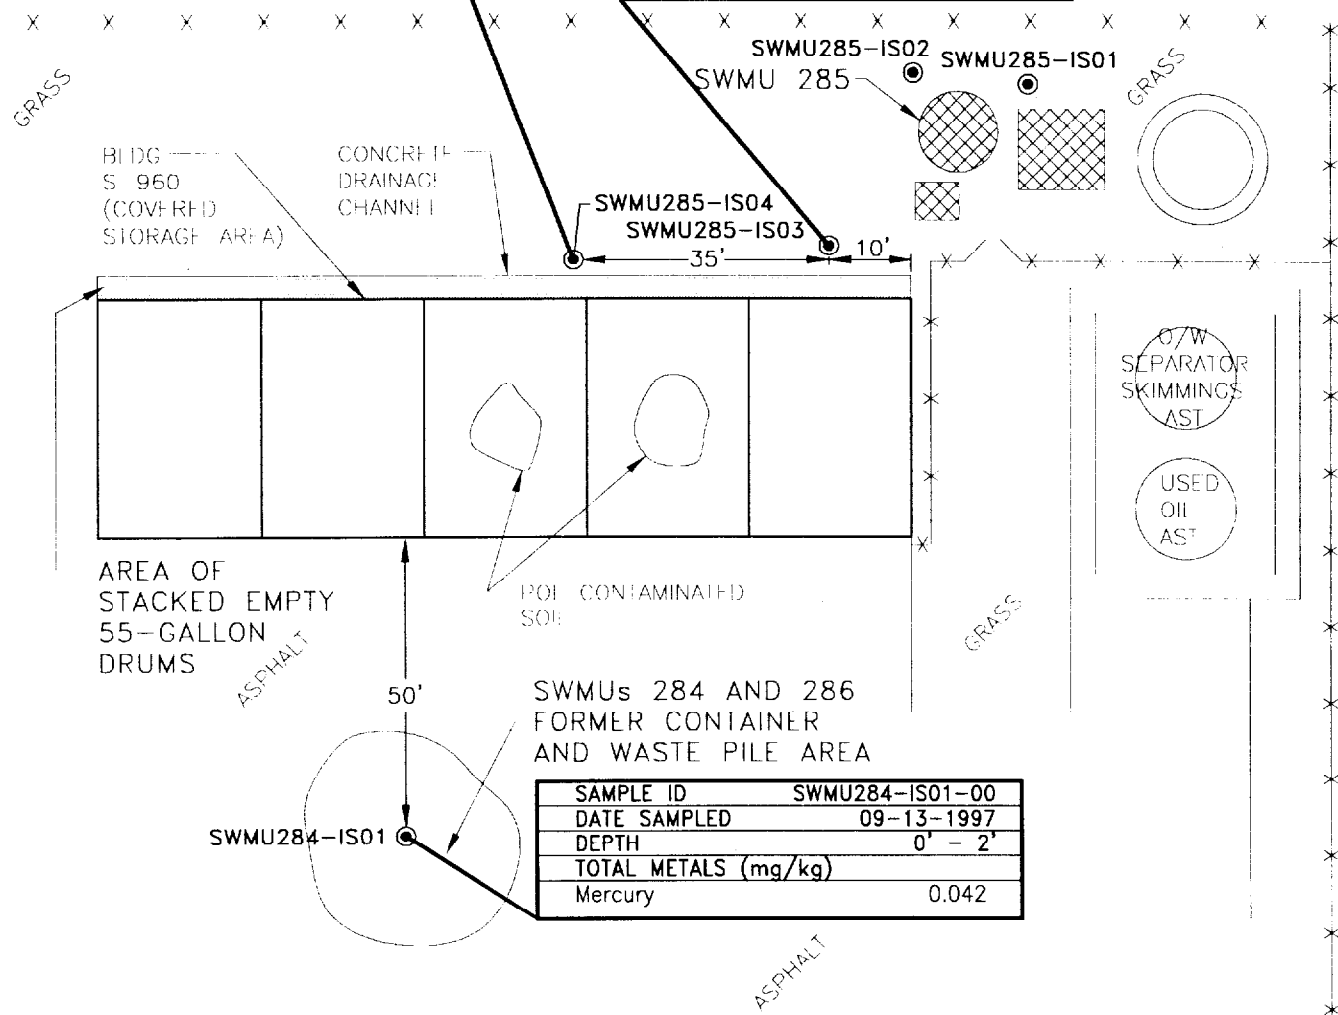 SWMU285-IS02
SWMU285-IS01
SWMU 285
GRASS
GRASS
BLDG
S 960
(COVERED
STORAGE AREA)
CONCRETE
DRAINAGE
CHANNEL
SWMU285-IS04
SWMU285-IS03
35'
10'
O/W
SEPARATOR
SKIMMINGS
AST
USED
OIL
AST
AREA OF
STACKED EMPTY
55-GALLON
DRUMS
POL CONTAMINATED
SOIL
GRASS
ASPHALT
50'
SWMUs 284 AND 286
FORMER CONTAINER
AND WASTE PILE AREA
SWMU284-IS01
SAMPLE ID SWMU284-IS01-00
DATE SAMPLED 09-13-1997
DEPTH 0' - 2'
TOTAL METALS (mg/kg)
Mercury 0.042
ASPHALT